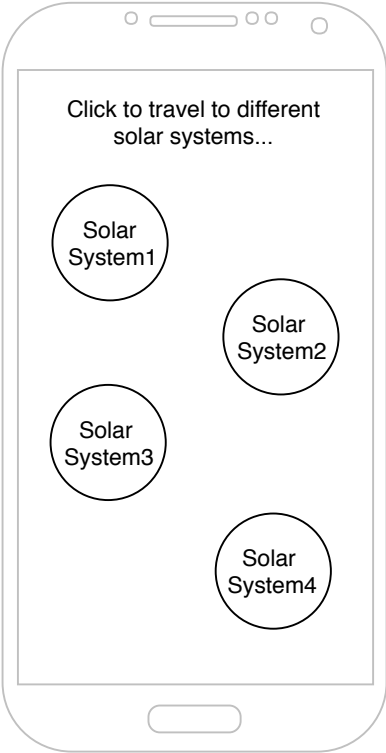 Click to travel to different
solar systems...
Solar
System1
Solar
System2
Solar
System3
Solar
System4